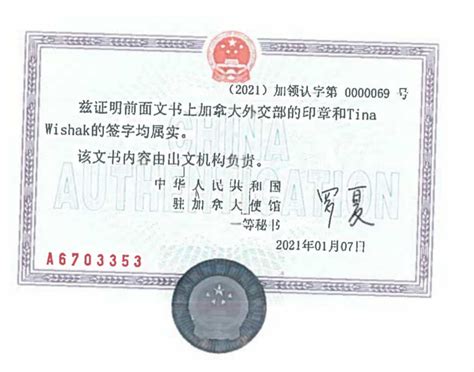 （2021）加领认字第 0000069 号
兹证明前面文书上加拿大外交部的印章和Tina
Wishak的签字均属实。
该文书内容由出文机构负责。
中华人民共和国
驻加拿大使馆
一等秘书
罗夏
2021年01月07日
A6703353
CHINA
AUTHENTICATION